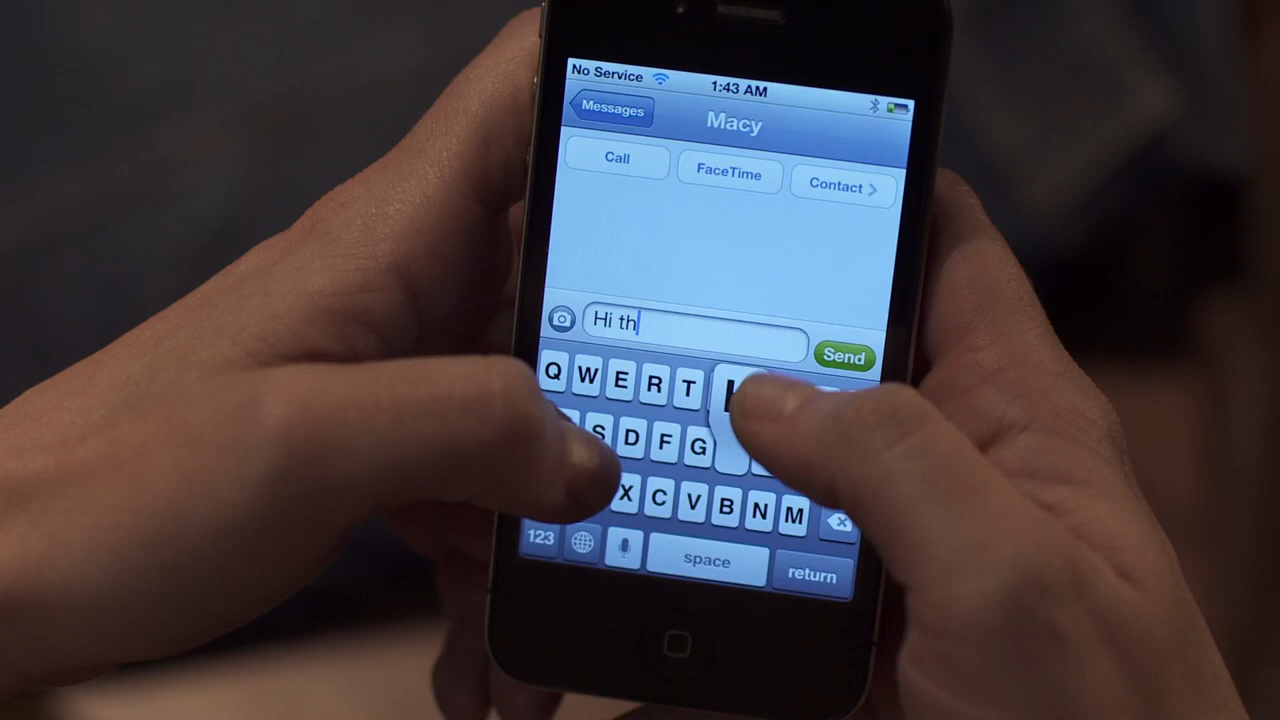 No Service 1:43 AM
Messages Macy
Call FaceTime Contact
Hi th
Send
Q W E R T
S D F G
X C V B N M
123 space return